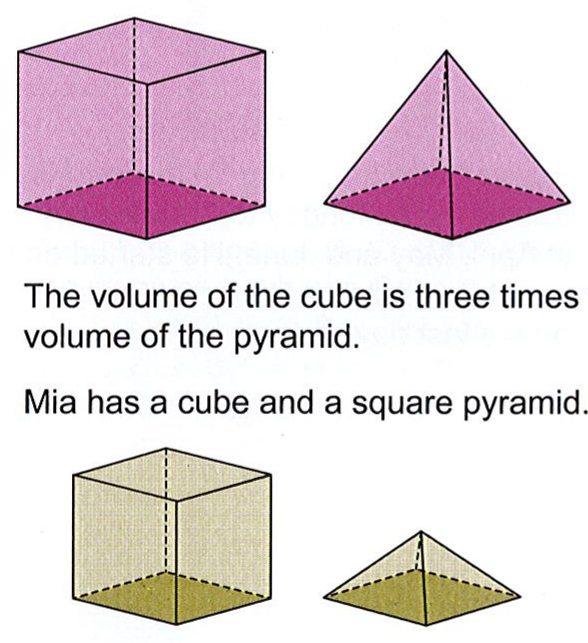 The volume of the cube is three times
volume of the pyramid.
Mia has a cube and a square pyramid.